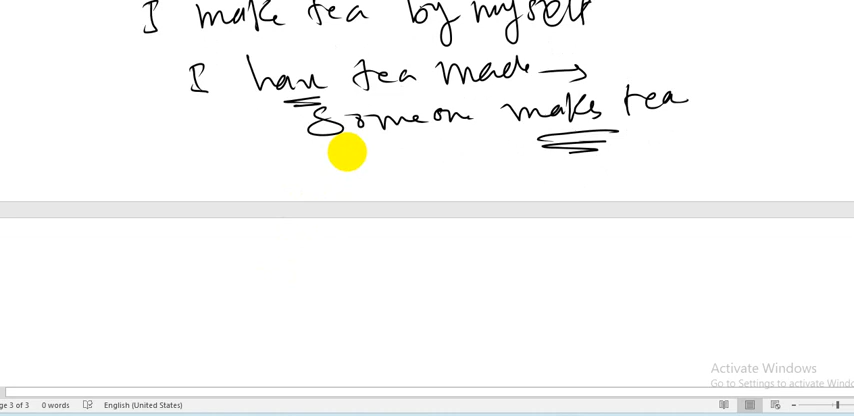 I make tea by myself
I have tea made →
Someone makes tea
Activate Windows
Go to Settings to activate Windo
ge 3 of 3 0 words English (United States)